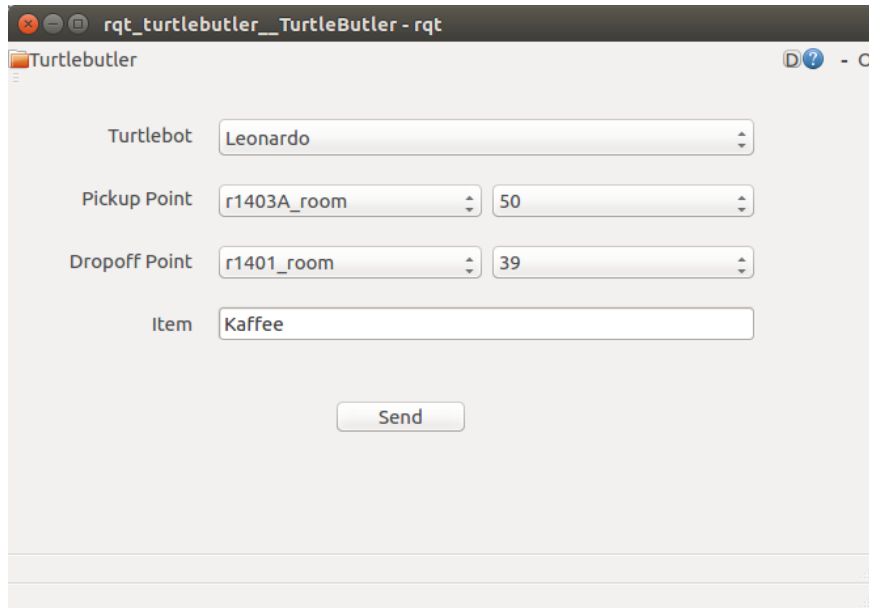 rqt_turtlebutler__TurtleButler - rqt
Turtlebutler D ? - O
Turtlebot Leonardo
Pickup Point r1403A_room 50
Dropoff Point r1401_room 39
Item Kaffee
Send